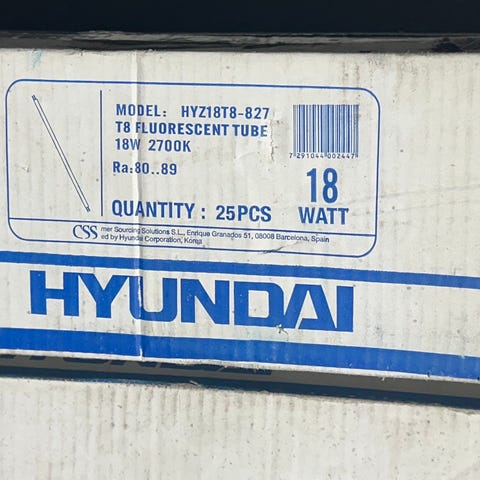 MODEL: HYZ18T8-827
T8 FLUORESCENT TUBE
18W 2700K
Ra:80..89
QUANTITY : 25PCS
7 291044 002447
18
WATT
CSS mer Sourcing Solutions S.L., Enrique Granados 51, 08008 Barcelona, Spain
ed by Hyundai Corporation, Korea
HYUNDAI